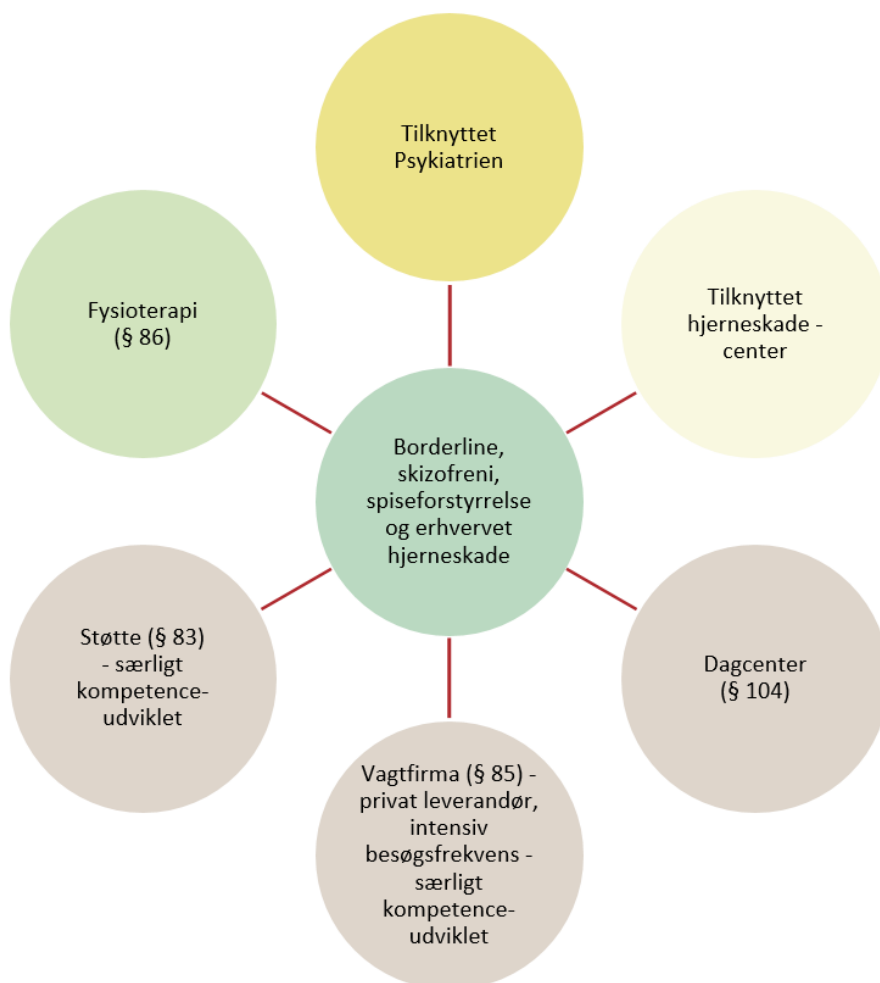 Tilknyttet
Psykiatrien
Fysioterapi
(§ 86)
Tilknyttet
hjerneskade -
center
Borderline,
skizofreni,
spiseforstyrrelse
og erhvervet
hjerneskade
Støtte (§ 83)
- særligt
kompetence-
udviklet
Dagcenter
(§ 104)
Vagtfirma (§ 85) -
privat leverandør,
intensiv
besøgsfrekvens -
særligt
kompetence-
udviklet